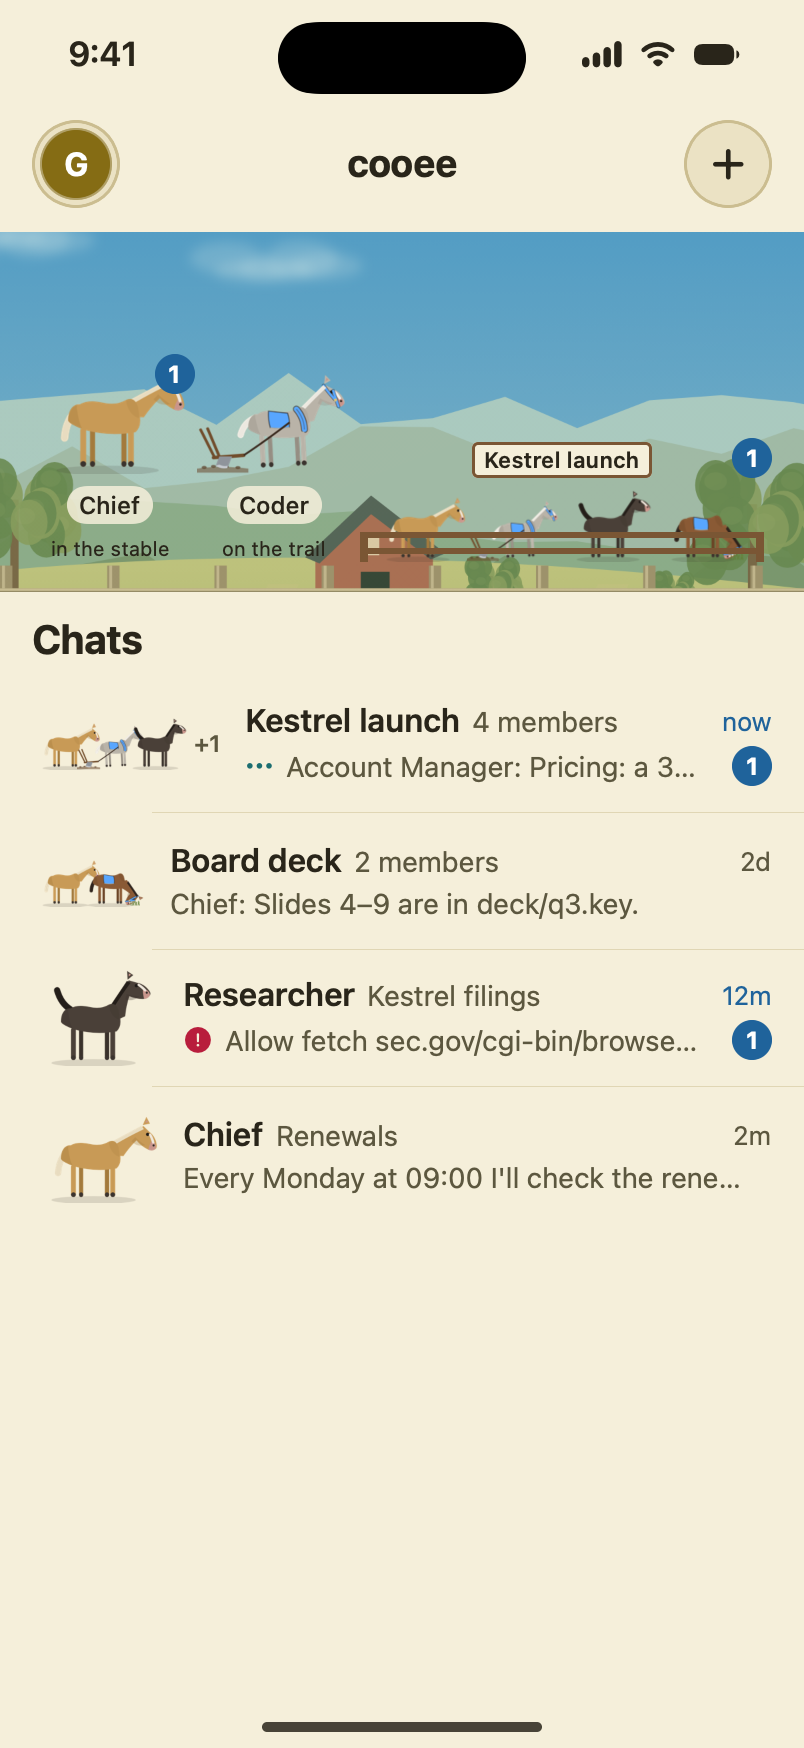 9:41
G
cooee
1
Kestrel launch
1
Chief
Coder
in the stable
on the trail
Chats
+1
Kestrel launch 4 members
now
Account Manager: Pricing: a 3...
1
Board deck 2 members
2d
Chief: Slides 4–9 are in deck/q3.key.
Researcher Kestrel filings
12m
! Allow fetch sec.gov/cgi-bin/browse...
1
Chief Renewals
2m
Every Monday at 09:00 I'll check the rene...